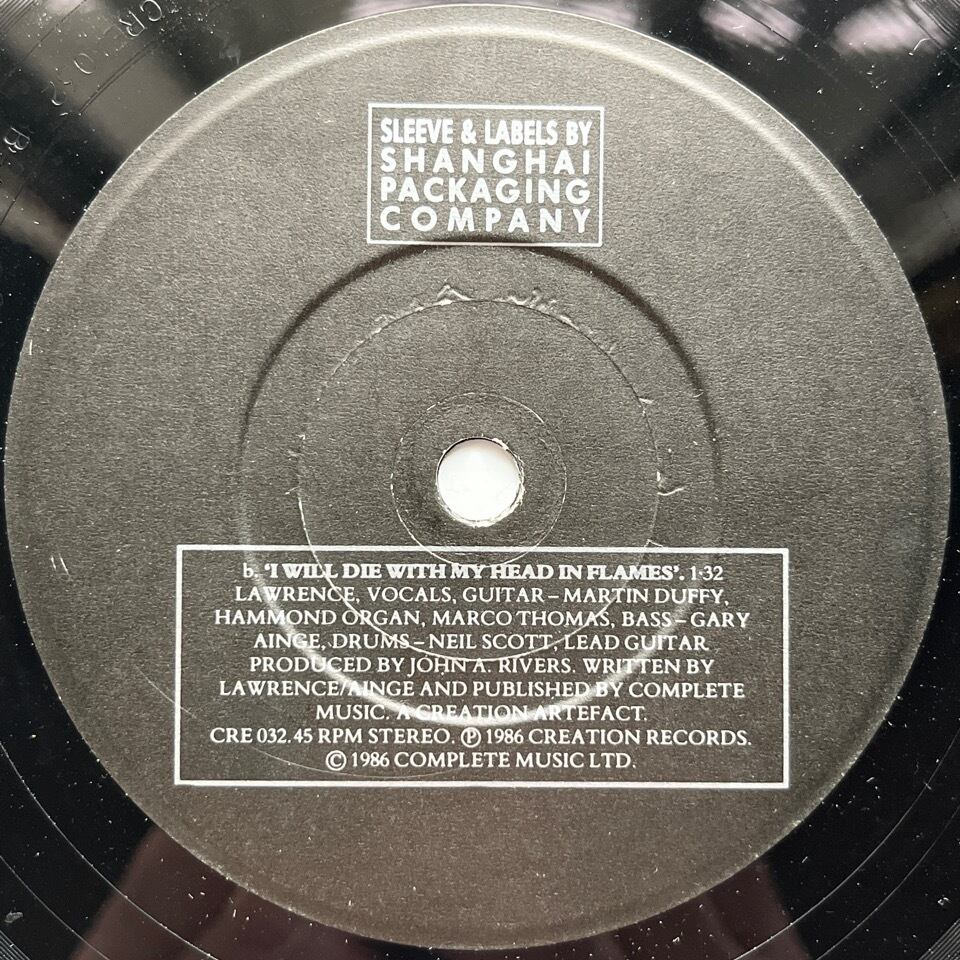 CRE 032 B
SLEEVE & LABELS BY
SHANGHAI
PACKAGING
COMPANY
b. ‘I WILL DIE WITH MY HEAD IN FLAMES’. 1·32
LAWRENCE, VOCALS, GUITAR – MARTIN DUFFY,
HAMMOND ORGAN, MARCO THOMAS, BASS – GARY
AINGE, DRUMS – NEIL SCOTT, LEAD GUITAR
PRODUCED BY JOHN A. RIVERS. WRITTEN BY
LAWRENCE/AINGE AND PUBLISHED BY COMPLETE
MUSIC. A CREATION ARTEFACT.
CRE 032. 45 RPM STEREO. ℗ 1986 CREATION RECORDS.
© 1986 COMPLETE MUSIC LTD.